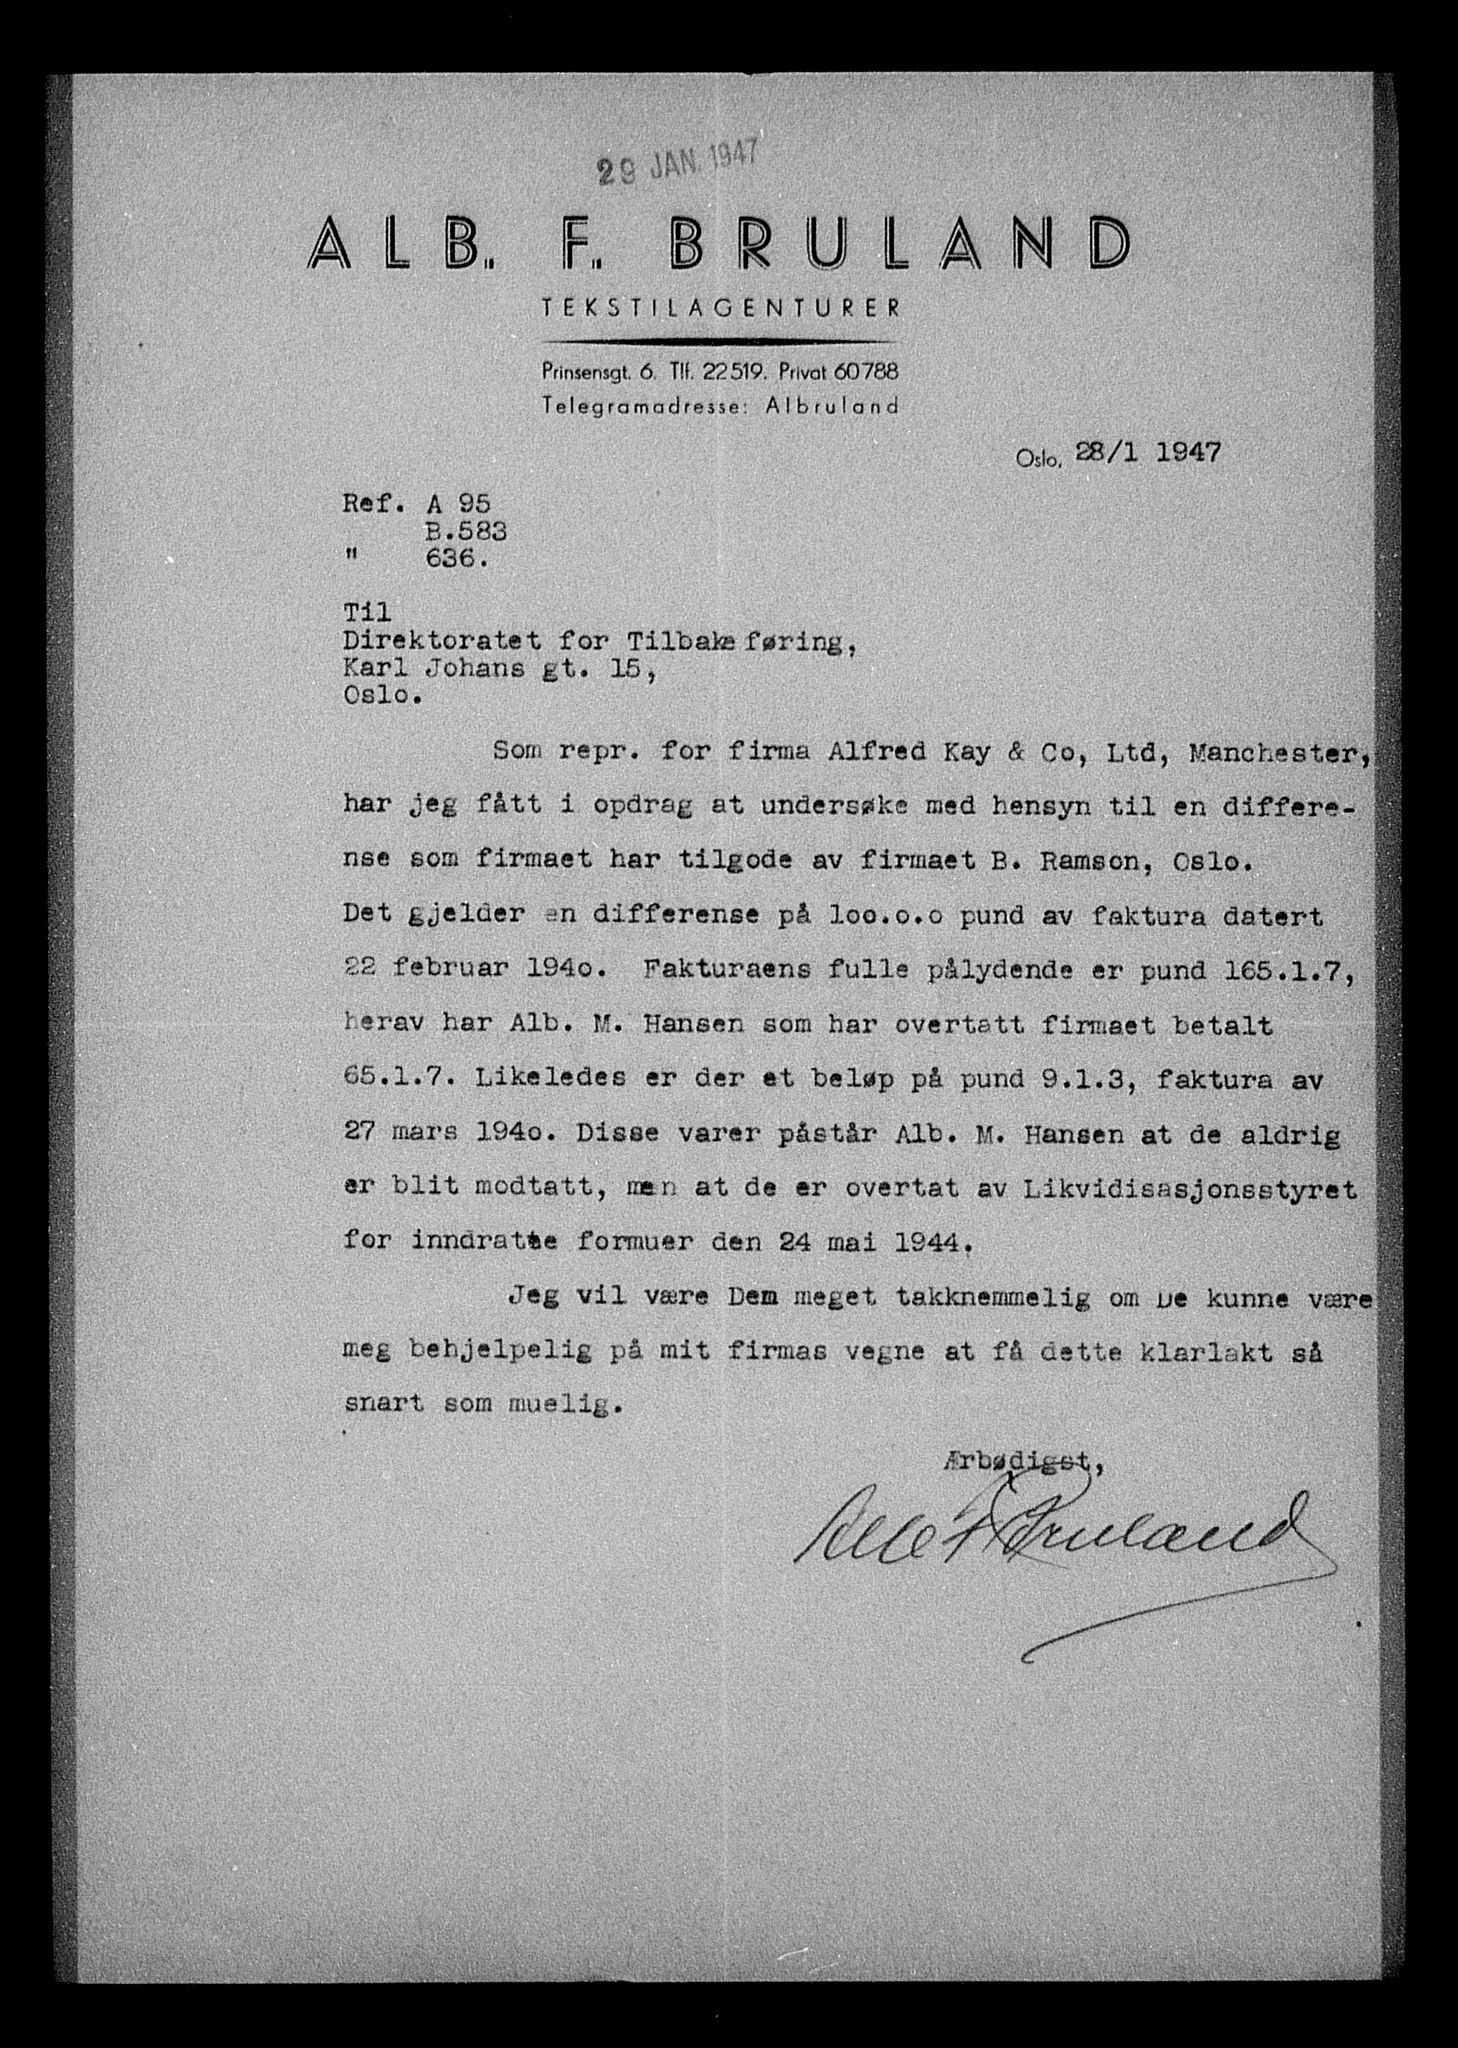 29 JAN. 1947
ALB. F. BRULAND
TEKSTILAGENTURER
Prinsensgt. 6. Tlf. 22519. Privat 60788
Telegramadresse: Albruland
Oslo, 28/1 1947
Ref. A 95
B.583
" 636.
Til
Direktoratet for Tilbakeføring,
Karl Johans gt. 15,
Oslo.
Som repr. for firma Alfred Kay & Co, Ltd, Manchester,
har jeg fått i opdrag at undersøke med hensyn til en differe-
nse som firmaet har tilgode av firmaet B. Ramson, Oslo.
Det gjelder en differense på loo.o.o pund av faktura datert
22 februar 194o. Fakturaens fulle pålydende er pund 165.1.7,
herav har Alb. M. Hansen som har overtatt firmaet betalt
65.1.7. Likeledes er der et beløp på pund 9.1.3, faktura av
27 mars 194o. Disse varer påstår Alb. M. Hansen at de aldrig
er blit modtatt, men at de er overtat av Likvidisasjonsstyret
for inndratte formuer den 24 mai 1944.
Jeg vil være Dem meget takknemmelig om De kunne være
meg behjelpelig på mit firmas vegne at få dette klarlakt så
snart som muelig.
Ærbødigst,
Alb F Bruland